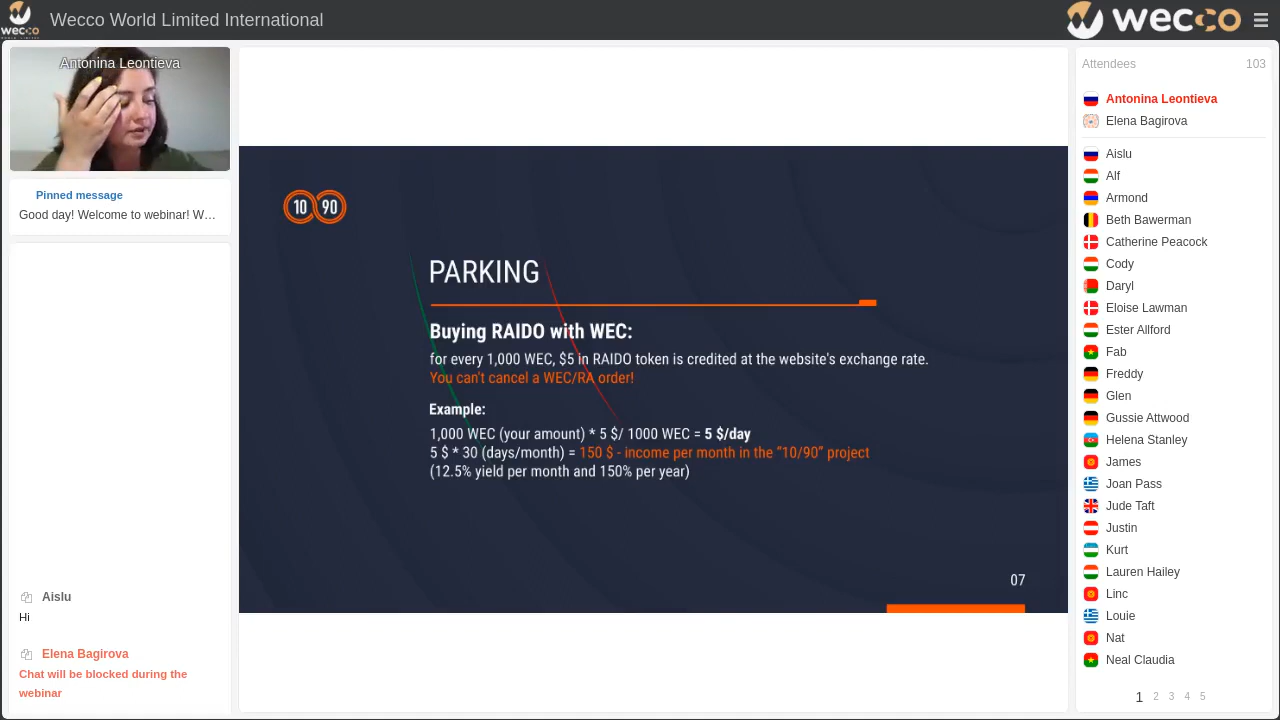 wecco
Wecco World Limited International
wecco
Antonina Leontieva
Pinned message
Good day! Welcome to webinar! W…
Aislu
Hi
Elena Bagirova
Chat will be blocked during the
webinar
10 90
PARKING
Buying RAIDO with WEC:
for every 1,000 WEC, $5 in RAIDO token is credited at the website's exchange rate.
You can't cancel a WEC/RA order!
Example:
1,000 WEC (your amount) * 5 $/ 1000 WEC = 5 $/day
5 $ * 30 (days/month) = 150 $ - income per month in the “10/90” project
(12.5% yield per month and 150% per year)
07
Attendees 103
Antonina Leontieva
Elena Bagirova
Aislu
Alf
Armond
Beth Bawerman
Catherine Peacock
Cody
Daryl
Eloise Lawman
Ester Allford
Fab
Freddy
Glen
Gussie Attwood
Helena Stanley
James
Joan Pass
Jude Taft
Justin
Kurt
Lauren Hailey
Linc
Louie
Nat
Neal Claudia
1 2 3 4 5